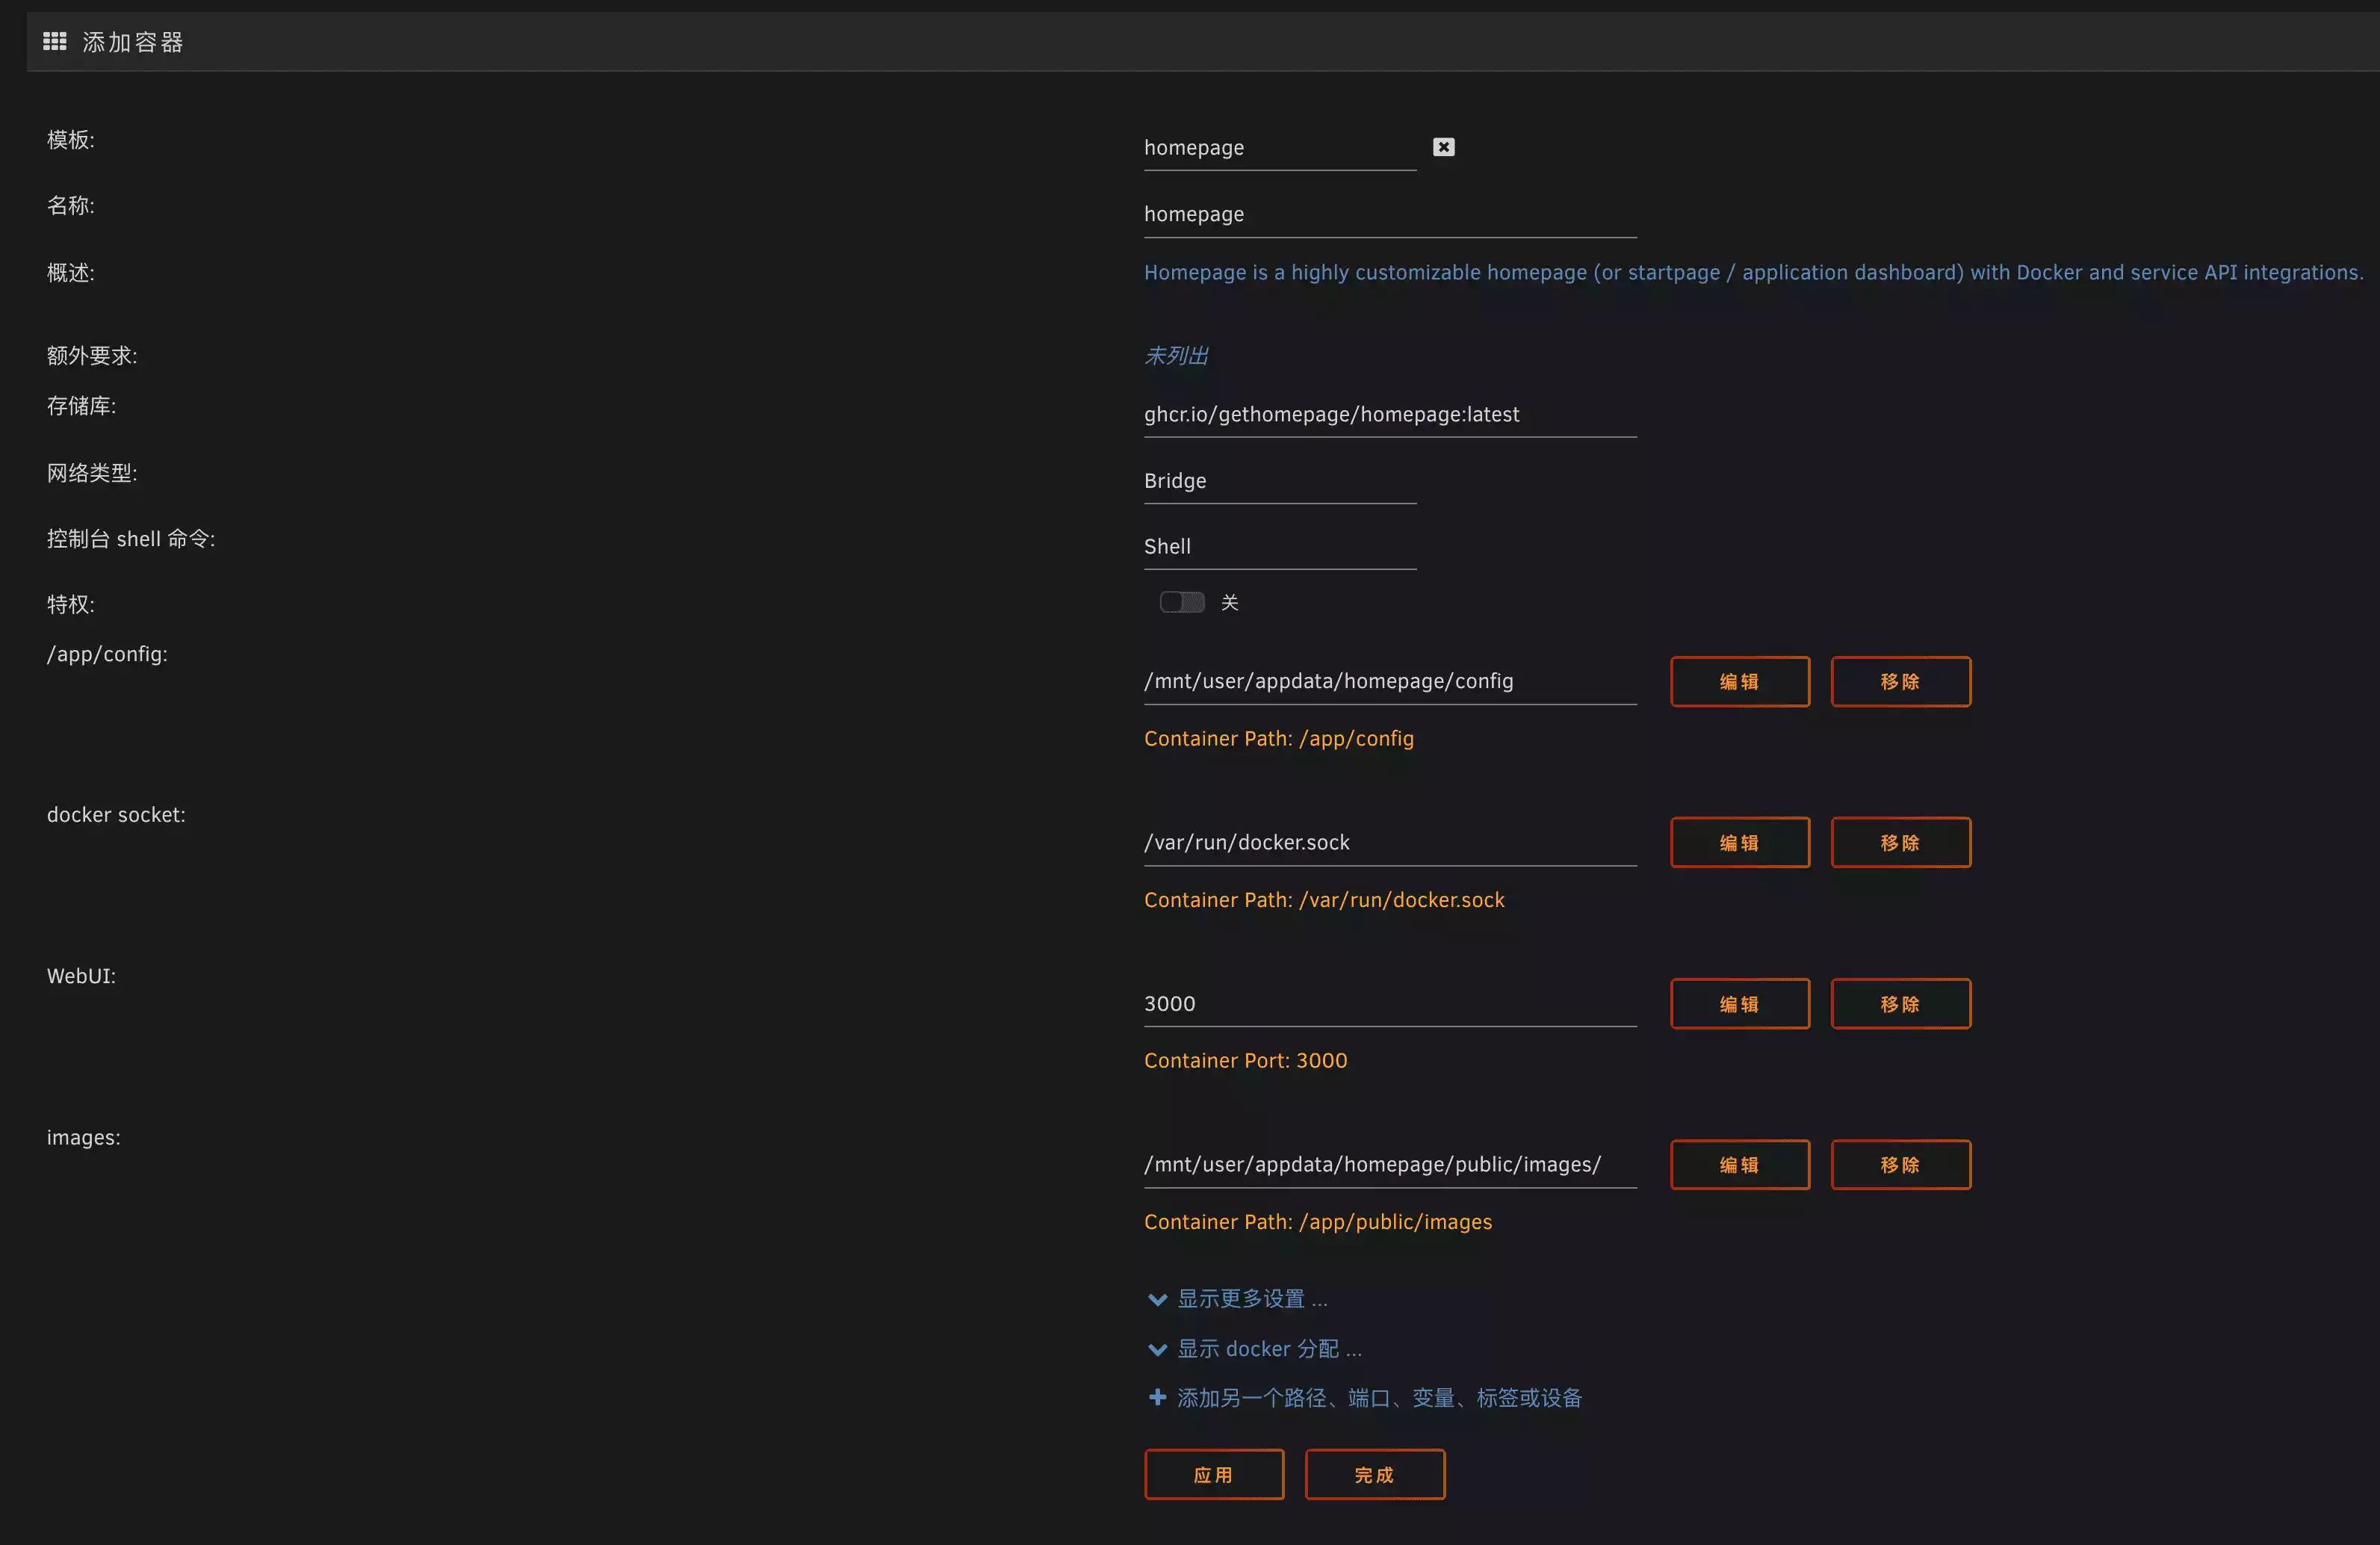 添加容器
模板:
homepage
名称:
homepage
概述:
Homepage is a highly customizable homepage (or startpage / application dashboard) with Docker and service API integrations.
额外要求:
未列出
存储库:
ghcr.io/gethomepage/homepage:latest
网络类型:
Bridge
控制台 shell 命令:
Shell
特权:
关
/app/config:
/mnt/user/appdata/homepage/config
编辑
移除
Container Path: /app/config
docker socket:
/var/run/docker.sock
编辑
移除
Container Path: /var/run/docker.sock
WebUI:
3000
编辑
移除
Container Port: 3000
images:
/mnt/user/appdata/homepage/public/images/
编辑
移除
Container Path: /app/public/images
显示更多设置 ...
显示 docker 分配 ...
添加另一个路径、端口、变量、标签或设备
应用
完成